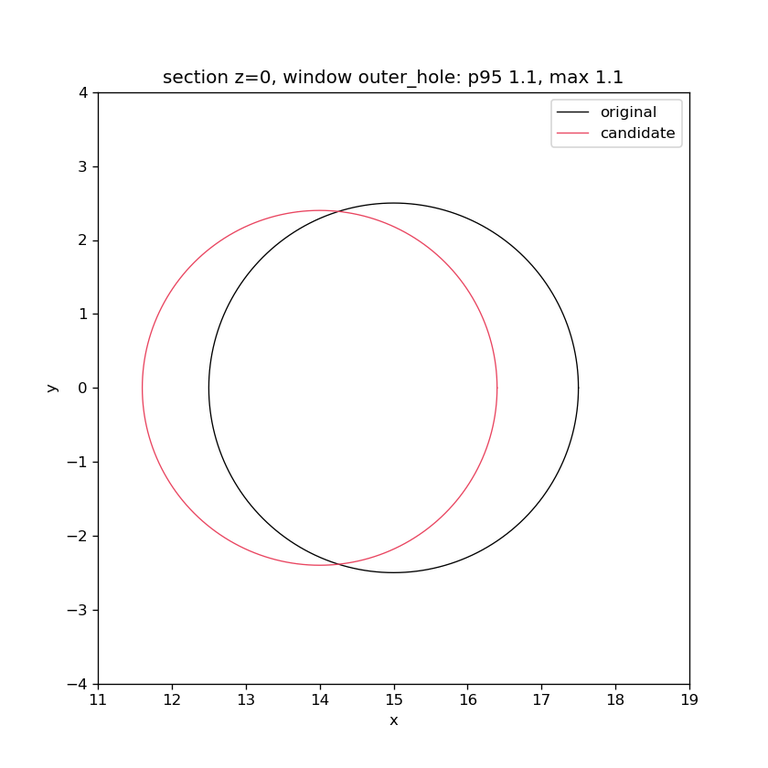 section z=0, window outer_hole: p95 1.1, max 1.1
original
candidate
4
3
2
1
0
−1
−2
−3
−4
y
11 12 13 14 15 16 17 18 19
x